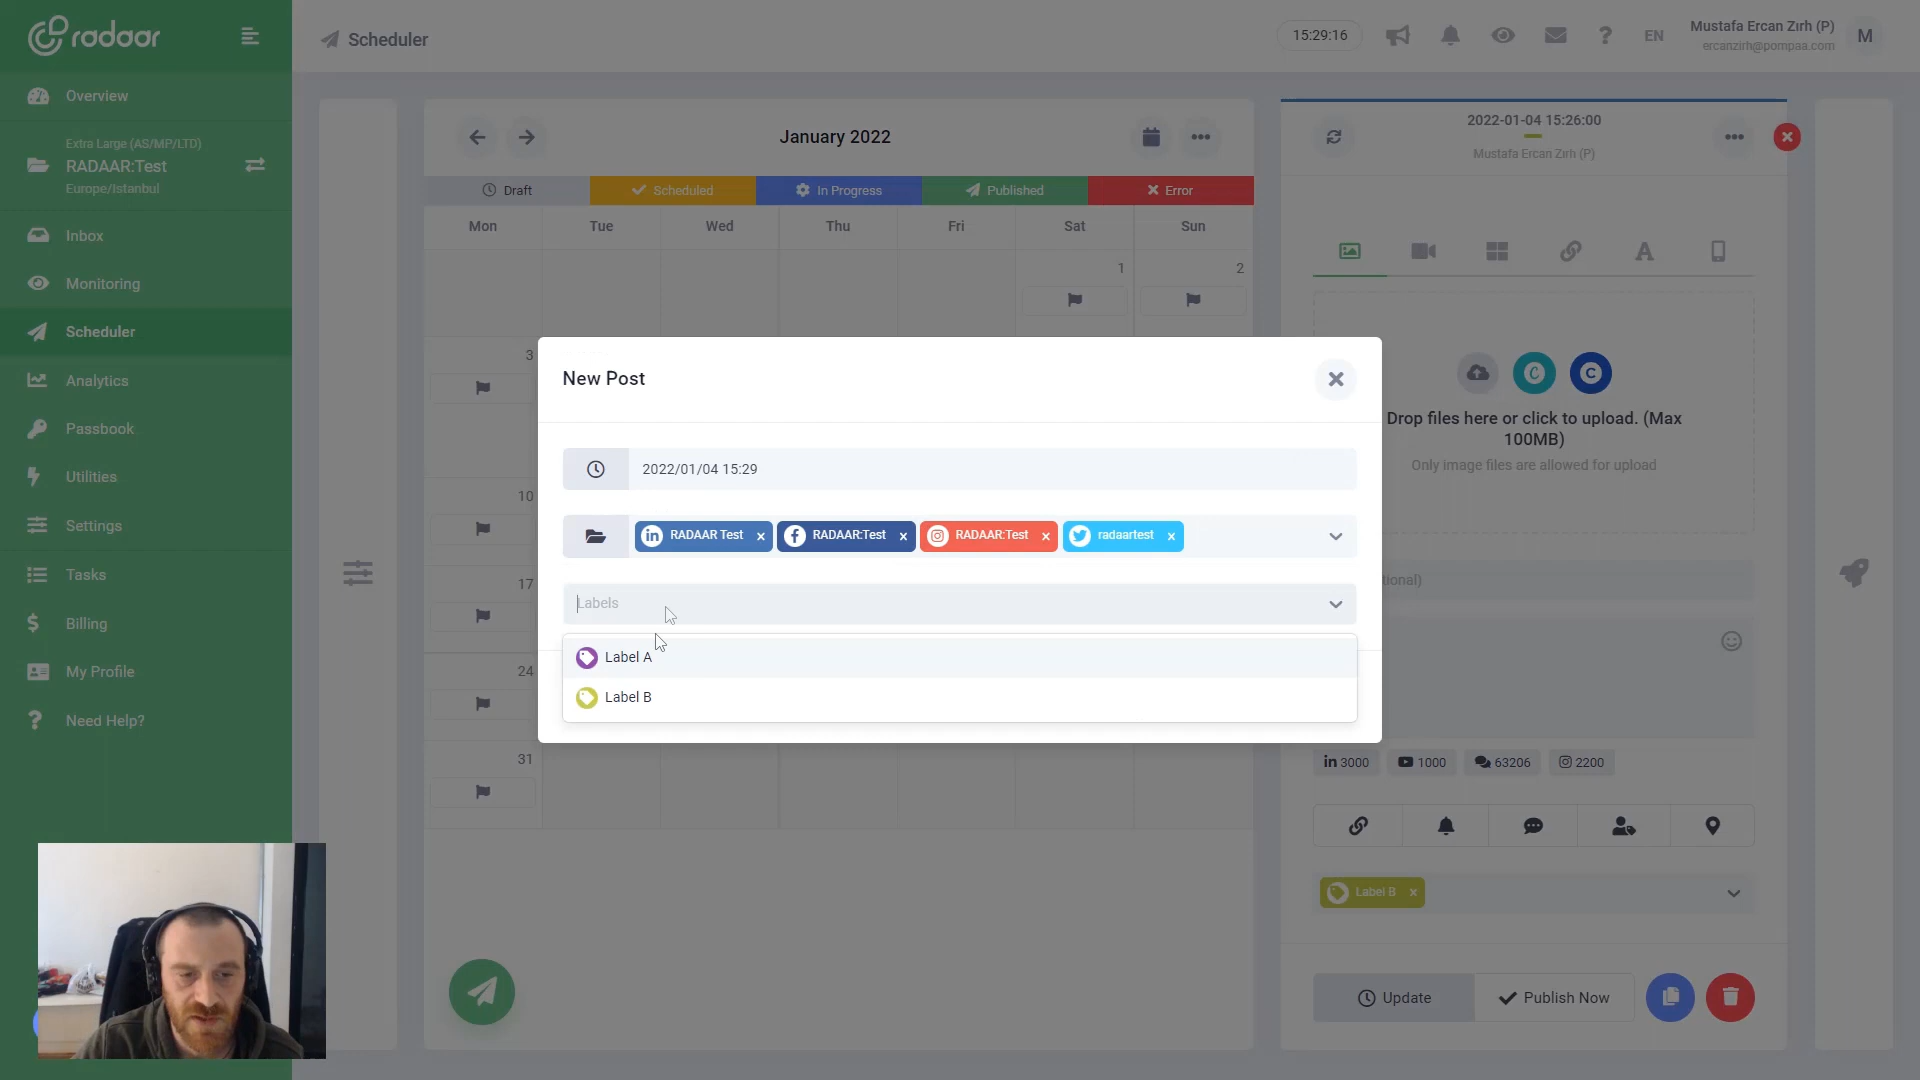 radaar
Scheduler
15:29:16
EN
Mustafa Ercan Zırh (P)
ercanzirh@pompaa.com
M
Overview
Extra Large (AS/MP/LTD)
RADAAR:Test
Europe/Istanbul
Inbox
Monitoring
Scheduler
Analytics
Passbook
Utilities
Settings
Tasks
Billing
My Profile
Need Help?
January 2022
Draft
Scheduled
In Progress
Published
Error
Mon Tue Wed Thu Fri Sat Sun
1 2
3
10
17
24
31
New Post
2022/01/04 15:29
RADAAR Test ×
RADAAR:Test ×
RADAAR:Test ×
radaartest ×
Labels
Label A
Label B
2022-01-04 15:26:00
Mustafa Ercan Zırh (P)
Drop files here or click to upload. (Max
100MB)
Only image files are allowed for upload
tional)
in 3000
1000
63206
2200
Label B ×
Update
Publish Now